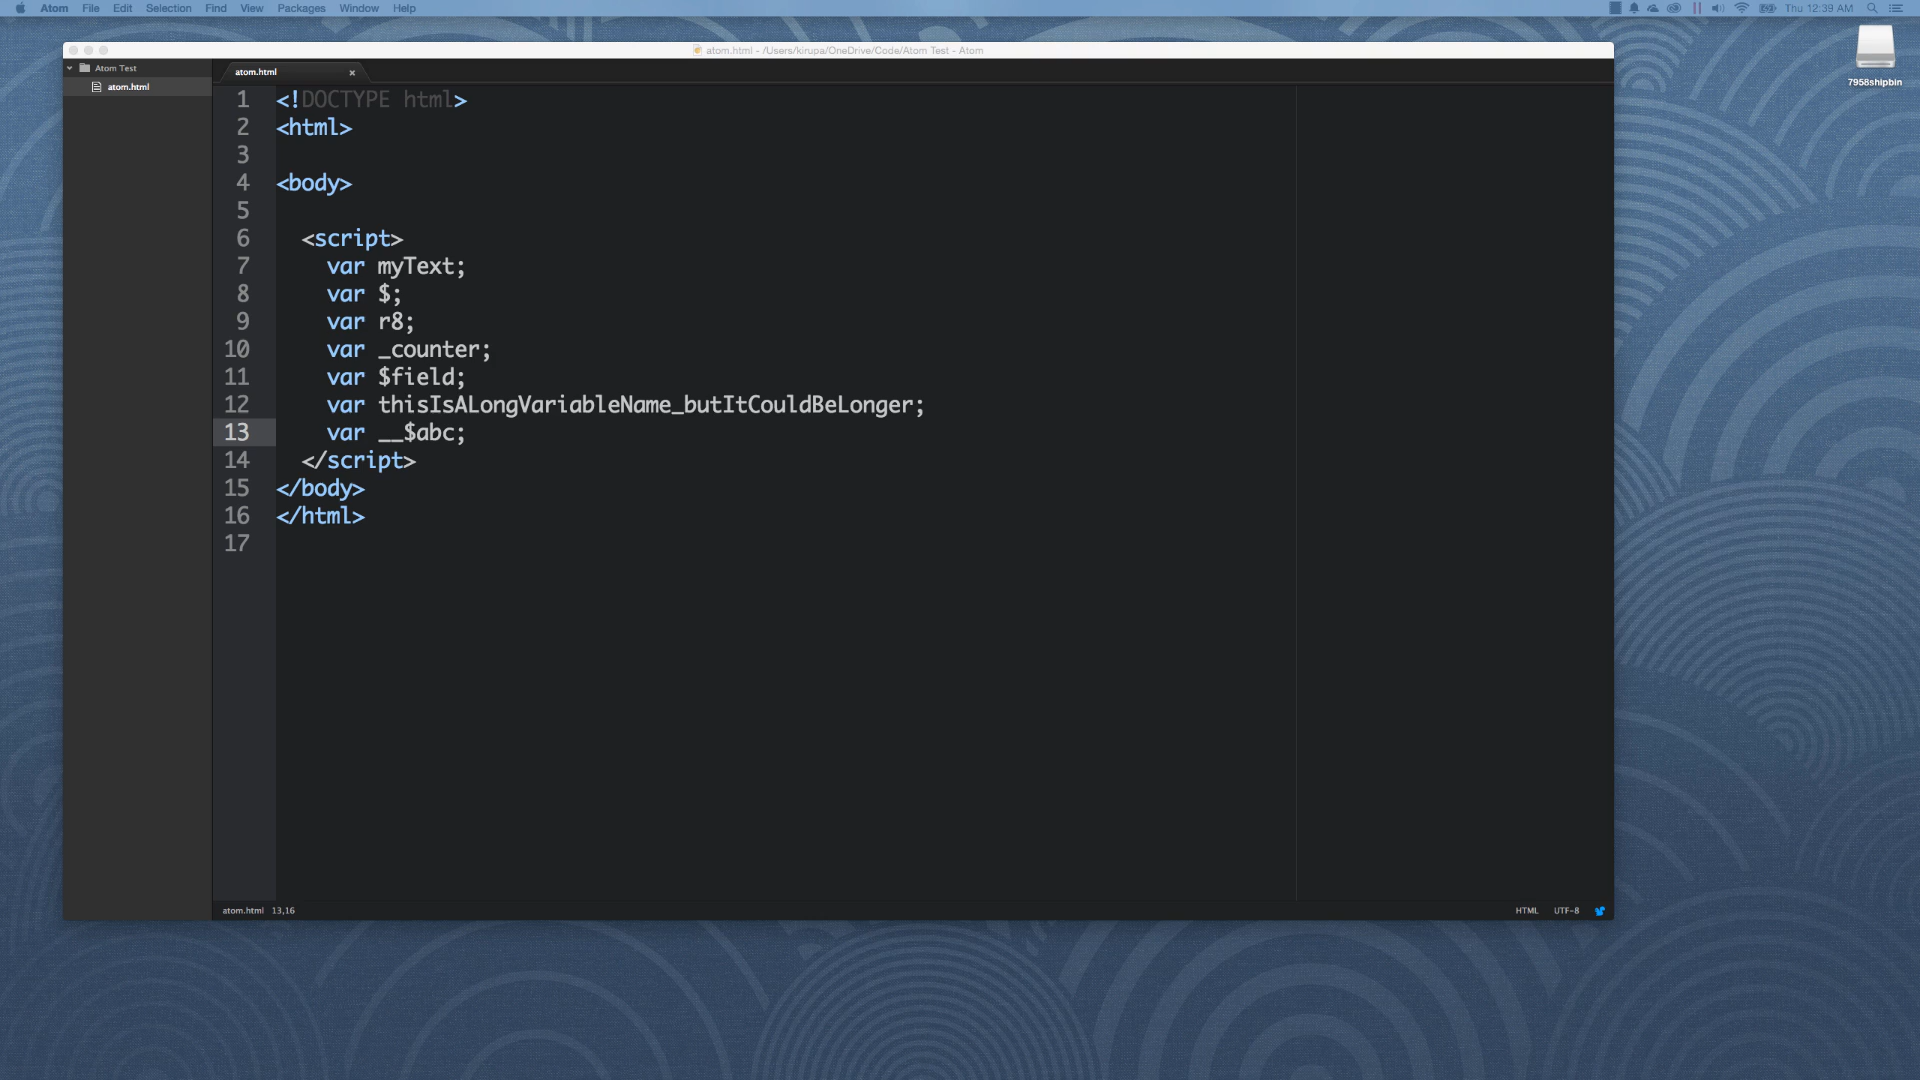 Atom File Edit Selection Find View Packages Window Help Thu 12:39 AM
atom.html - /Users/kirupa/OneDrive/Code/Atom Test - Atom
7958shipbin
Atom Test
atom.html
atom.html
1 <!DOCTYPE html>
2 <html>
3
4 <body>
5
6 <script>
7 var myText;
8 var $;
9 var r8;
10 var _counter;
11 var $field;
12 var thisIsALongVariableName_butItCouldBeLonger;
13 var __$abc;
14 </script>
15 </body>
16 </html>
17
atom.html 13,16 HTML UTF-8